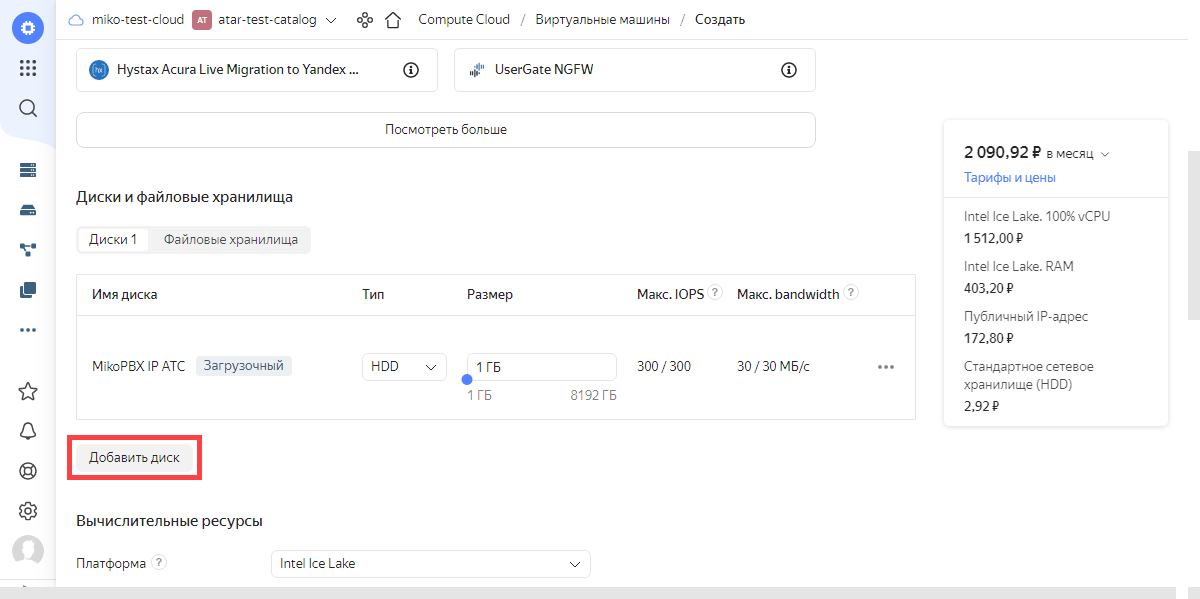 miko-test-cloud AT atar-test-catalog Compute Cloud / Виртуальные машины / Создать
Hystax Acura Live Migration to Yandex ...
UserGate NGFW
Посмотреть больше
Диски и файловые хранилища
Диски 1 Файловые хранилища
Имя диска Тип Размер Макс. IOPS ? Макс. bandwidth ?
MikoPBX IP ATC Загрузочный HDD 1 ГБ 300 / 300 30 / 30 МБ/с
1 ГБ 8192 ГБ
Добавить диск
Вычислительные ресурсы
Платформа ? Intel Ice Lake
2 090,92 ₽ в месяц
Тарифы и цены
Intel Ice Lake. 100% vCPU
1 512,00 ₽
Intel Ice Lake. RAM
403,20 ₽
Публичный IP-адрес
172,80 ₽
Стандартное сетевое
хранилище (HDD)
2,92 ₽